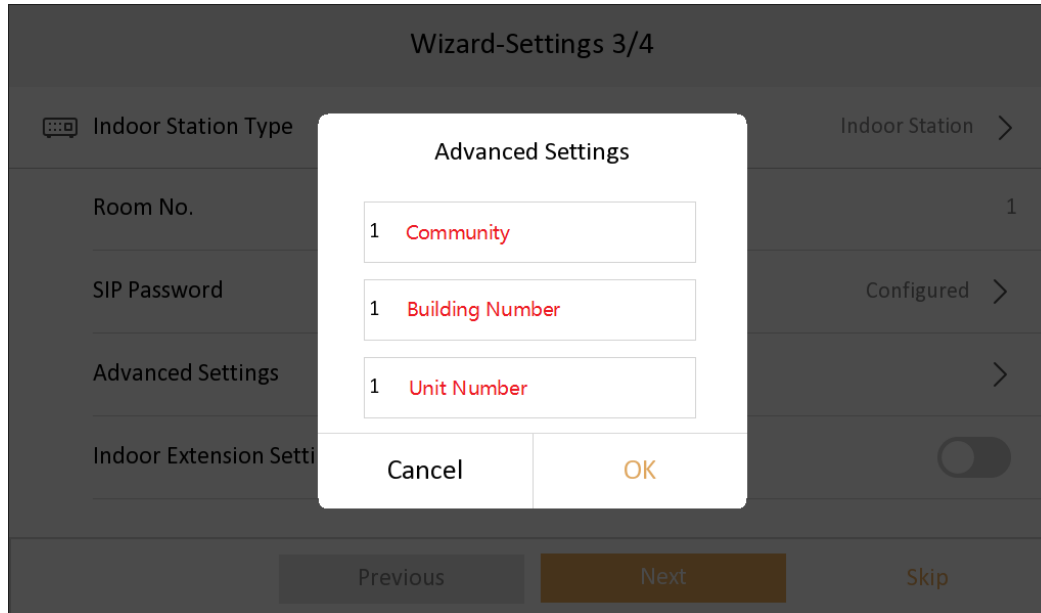 Wizard-Settings 3/4
Indoor Station Type
Indoor Station
Advanced Settings
Room No.
1
1 Community
SIP Password
Configured
1 Building Number
Advanced Settings
1 Unit Number
Indoor Extension Setti
Cancel
OK
Previous
Next
Skip